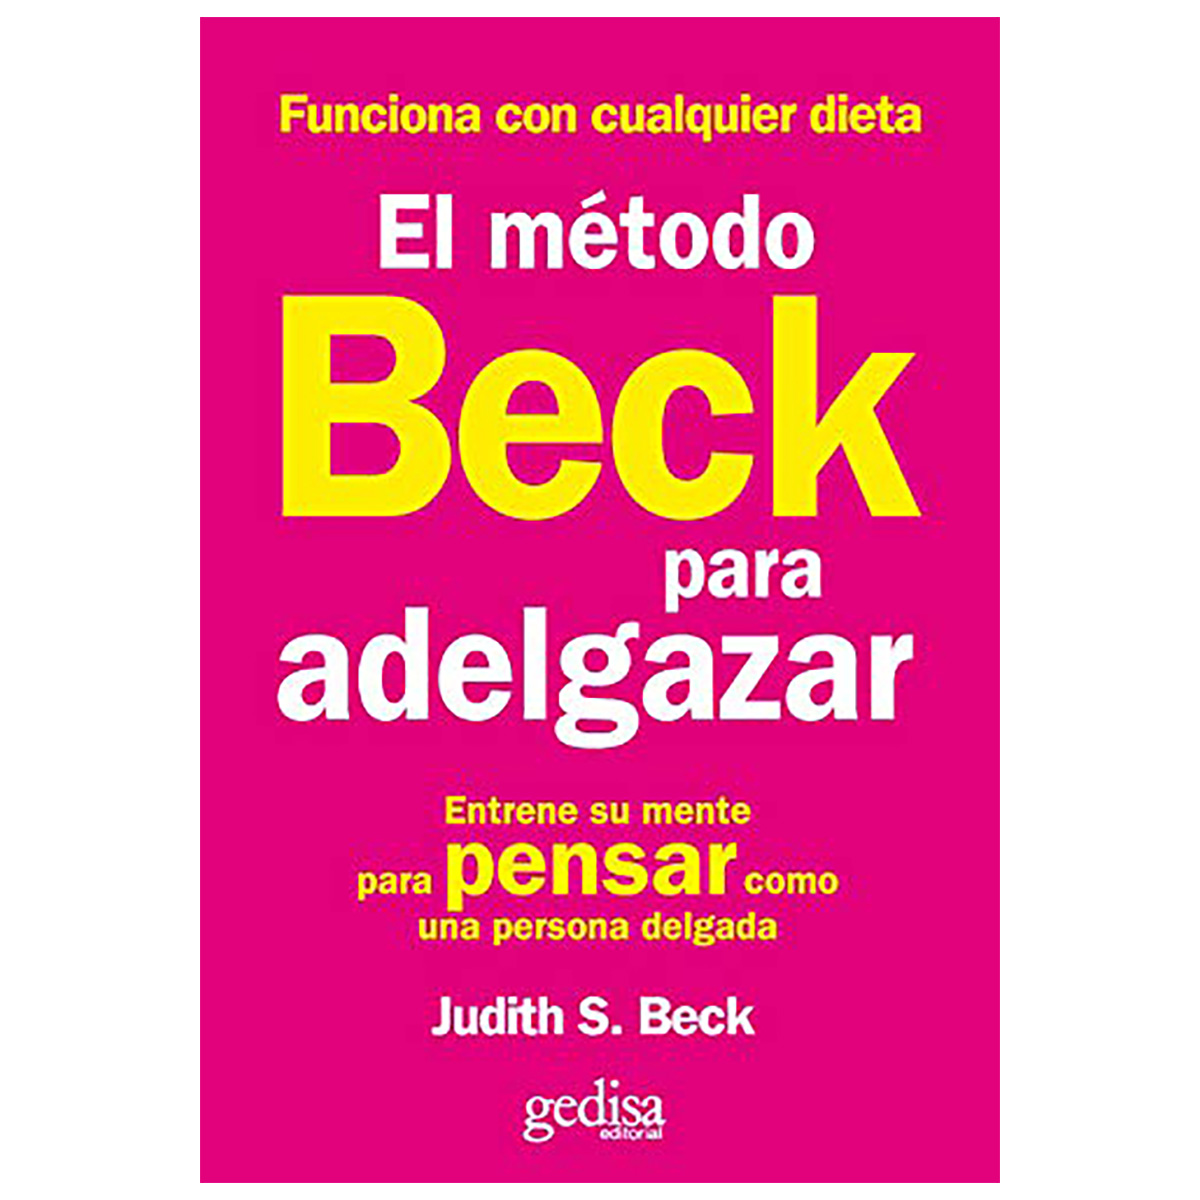 Funciona con cualquier dieta
El método
Beck
para
adelgazar
Entrene su mente
para pensar como
una persona delgada
Judith S. Beck
gedisa
editorial